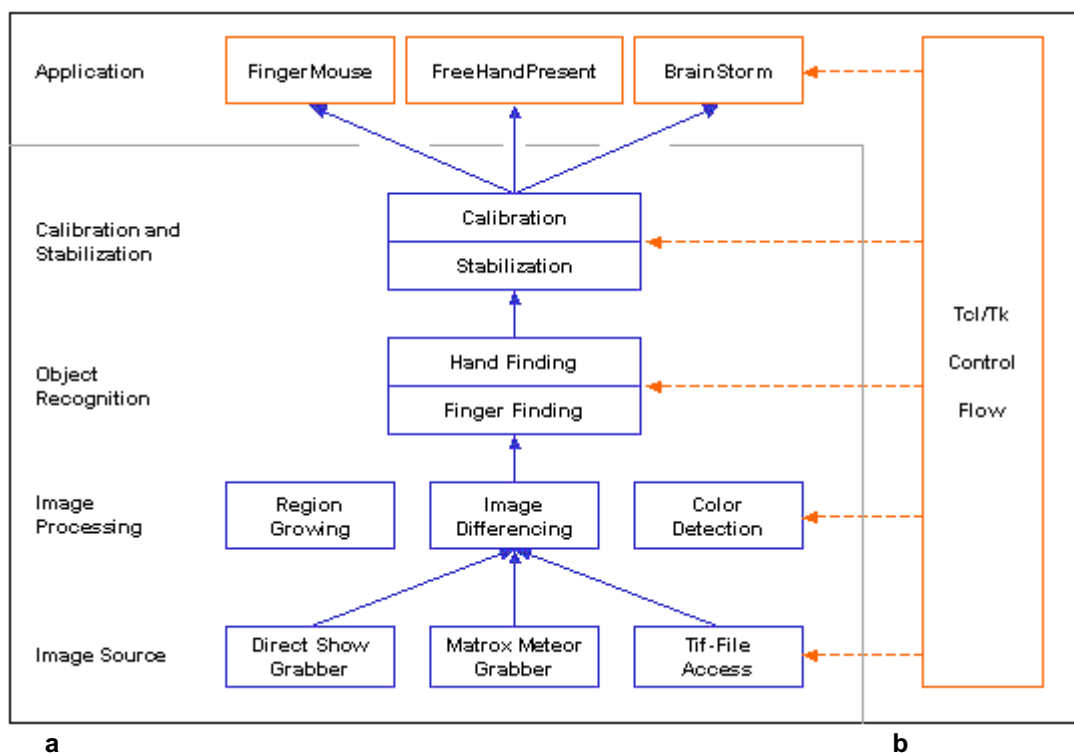 Application
FingerMouse
FreeHandPresent
BrainStorm
Calibration and
Stabilization
Calibration
Stabilization
Tcl/Tk
Control
Flow
Object
Recognition
Hand Finding
Finger Finding
Image
Processing
Region
Growing
Image
Differencing
Color
Detection
Image Source
Direct Show
Grabber
Matrox Meteor
Grabber
Tif-File
Access
a
b